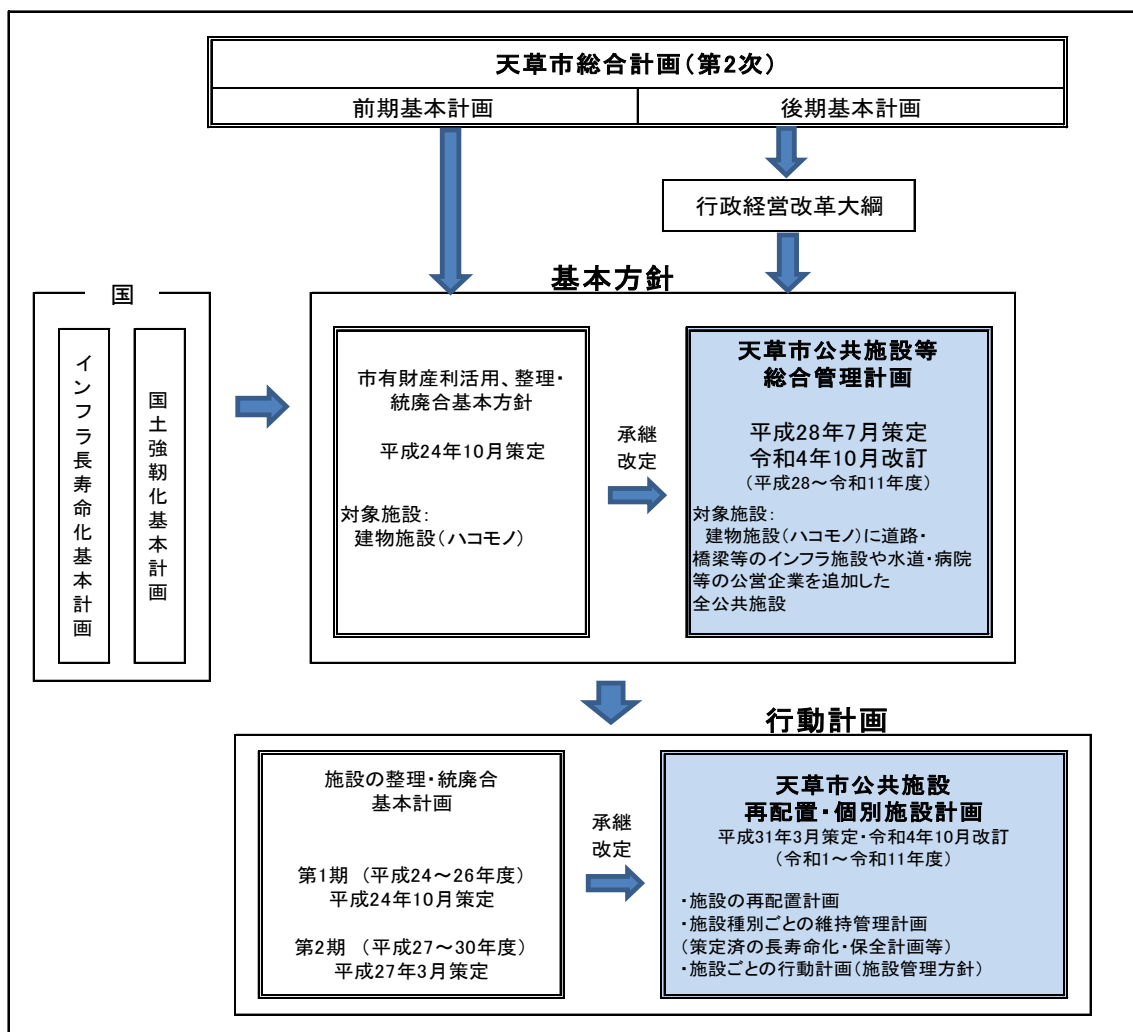 天草市総合計画(第2次)
前期基本計画
後期基本計画
行政経営改革大綱
基本方針
国
インフラ長寿命化基本計画
国土強靭化基本計画
市有財産利活用、整理・
統廃合基本方針
平成24年10月策定
対象施設:
建物施設(ハコモノ)
承継
改定
天草市公共施設等
総合管理計画
平成28年7月策定
令和4年10月改訂
(平成28~令和11年度)
対象施設:
建物施設(ハコモノ)に道路・
橋梁等のインフラ施設や水道・病院
等の公営企業を追加した
全公共施設
行動計画
施設の整理・統廃合
基本計画
第1期 (平成24~26年度)
平成24年10月策定
第2期 (平成27~30年度)
平成27年3月策定
承継
改定
天草市公共施設
再配置・個別施設計画
平成31年3月策定・令和4年10月改訂
(令和1~令和11年度)
・施設の再配置計画
・施設種別ごとの維持管理計画
(策定済の長寿命化・保全計画等)
・施設ごとの行動計画(施設管理方針)